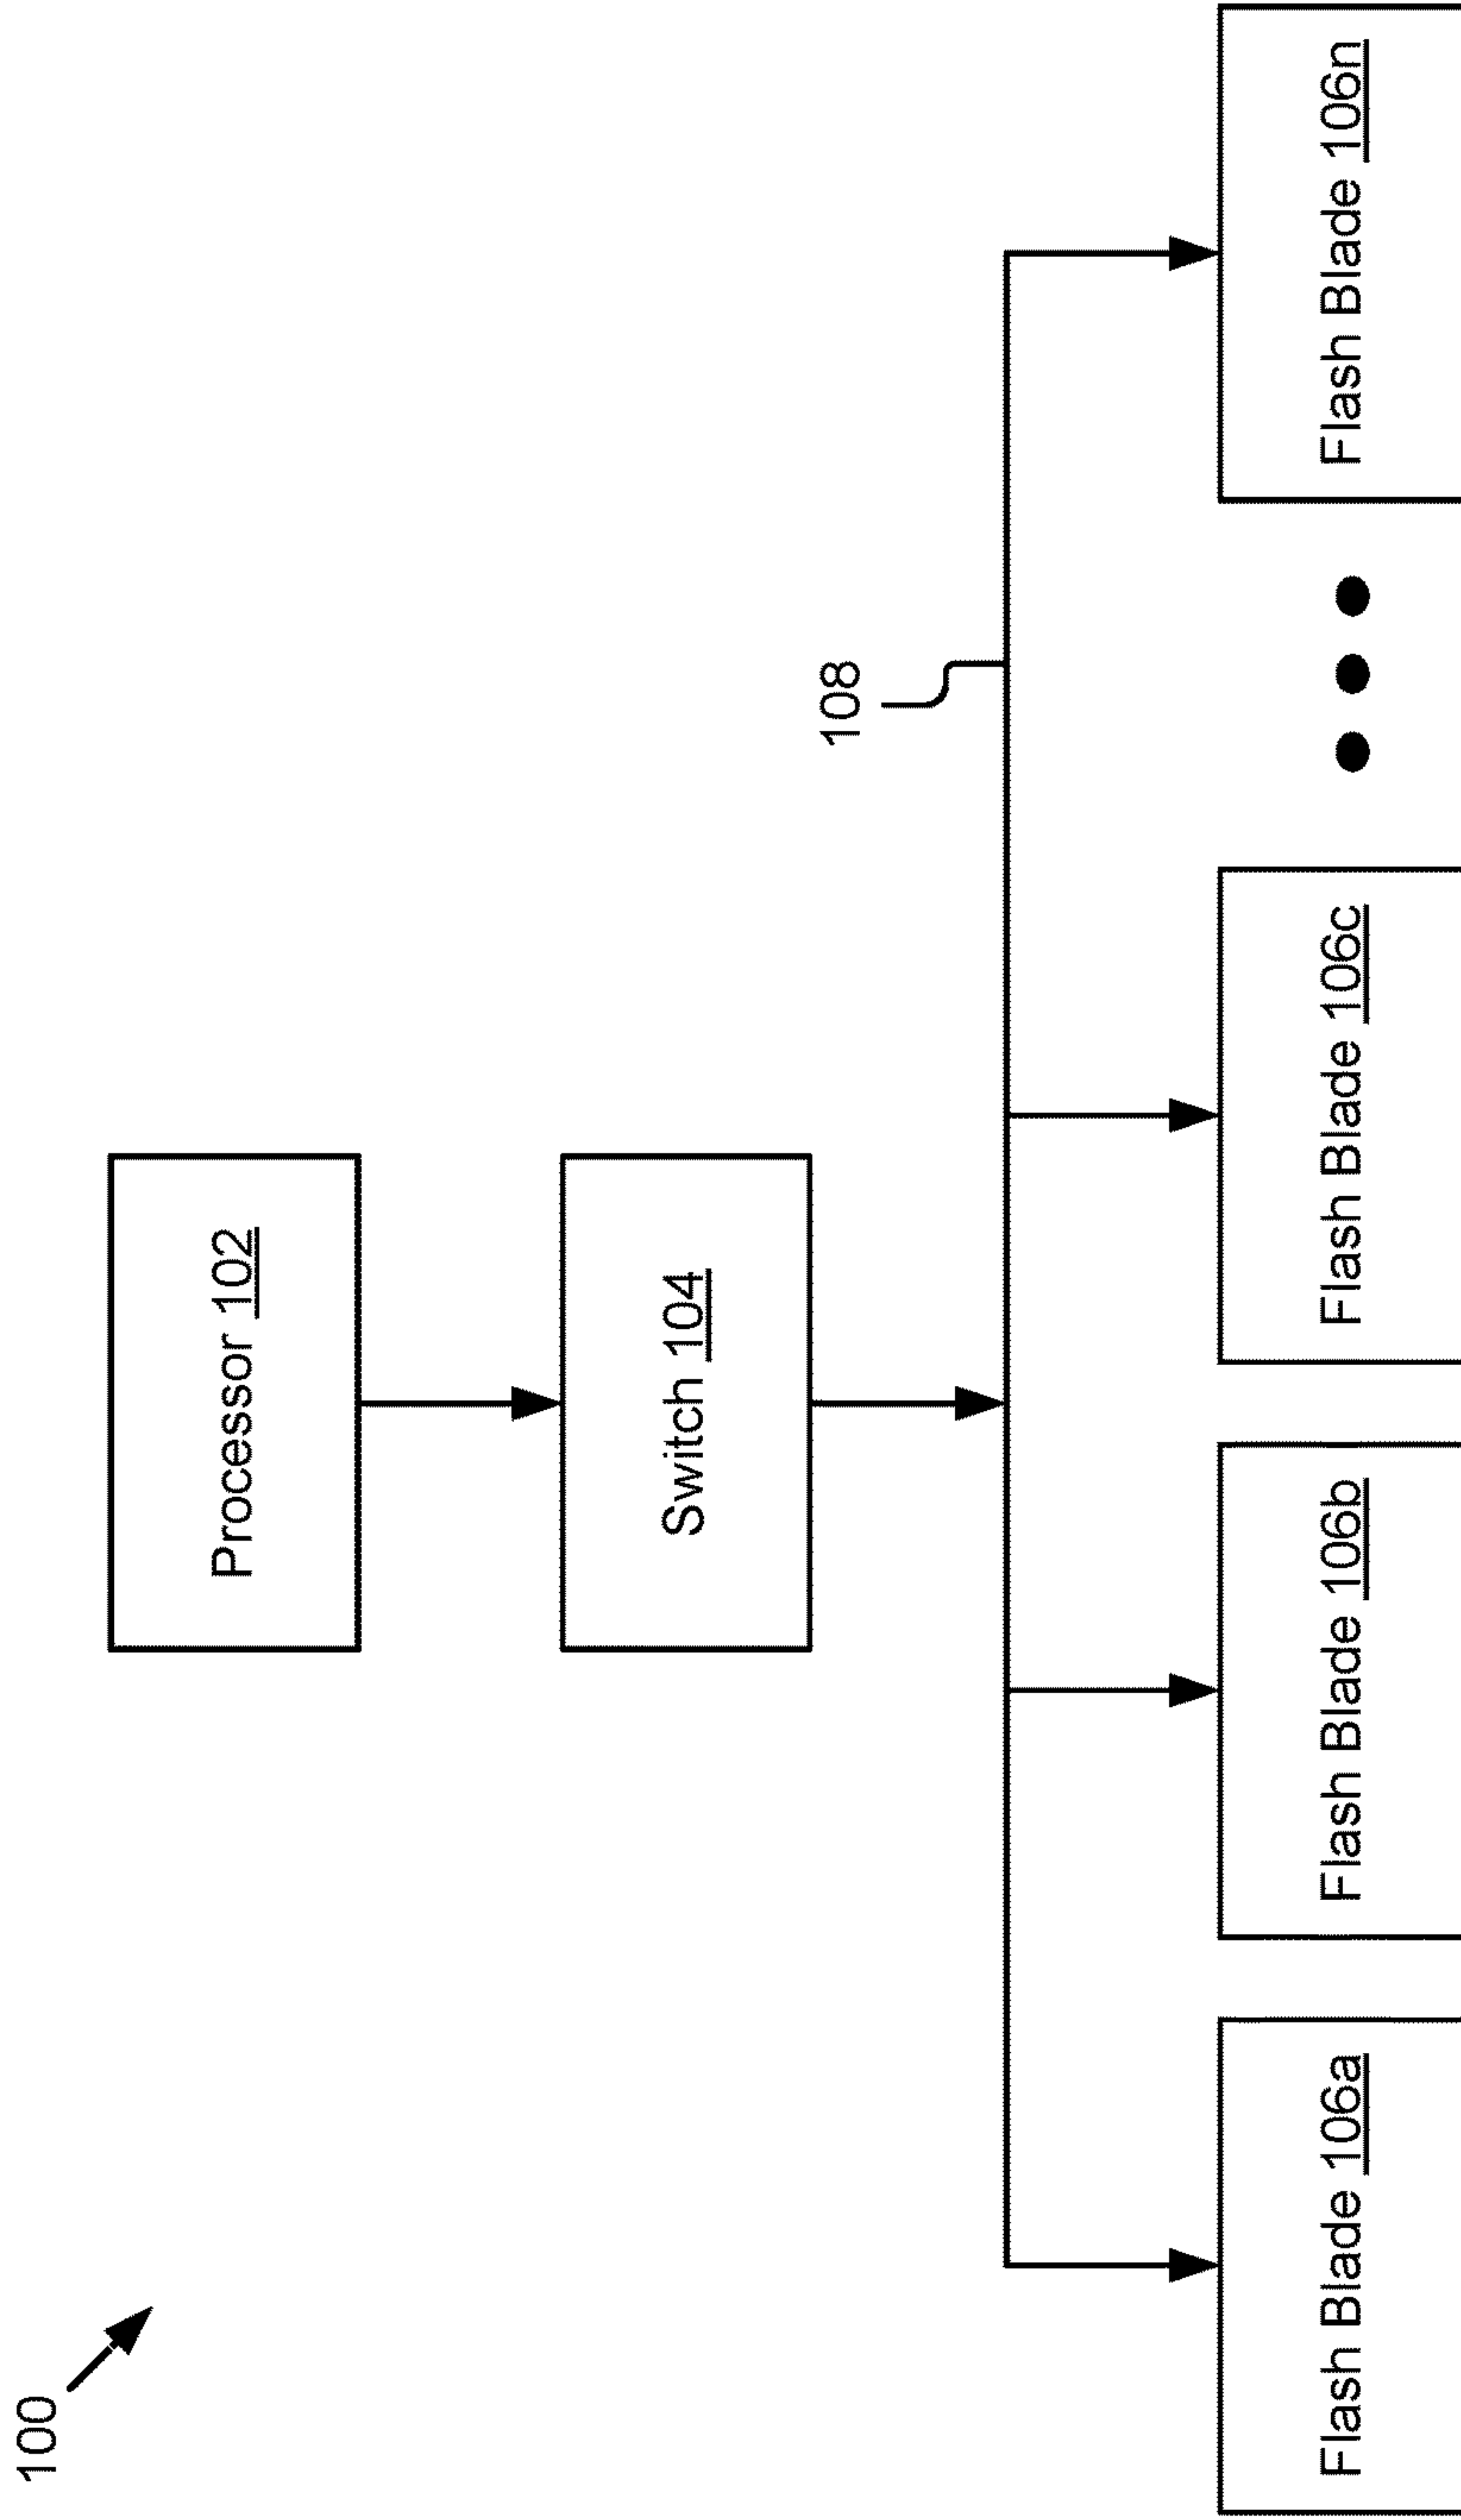 100
Processor 102
Switch 104
108
Flash Blade 106a
Flash Blade 106b
Flash Blade 106c
Flash Blade 106n